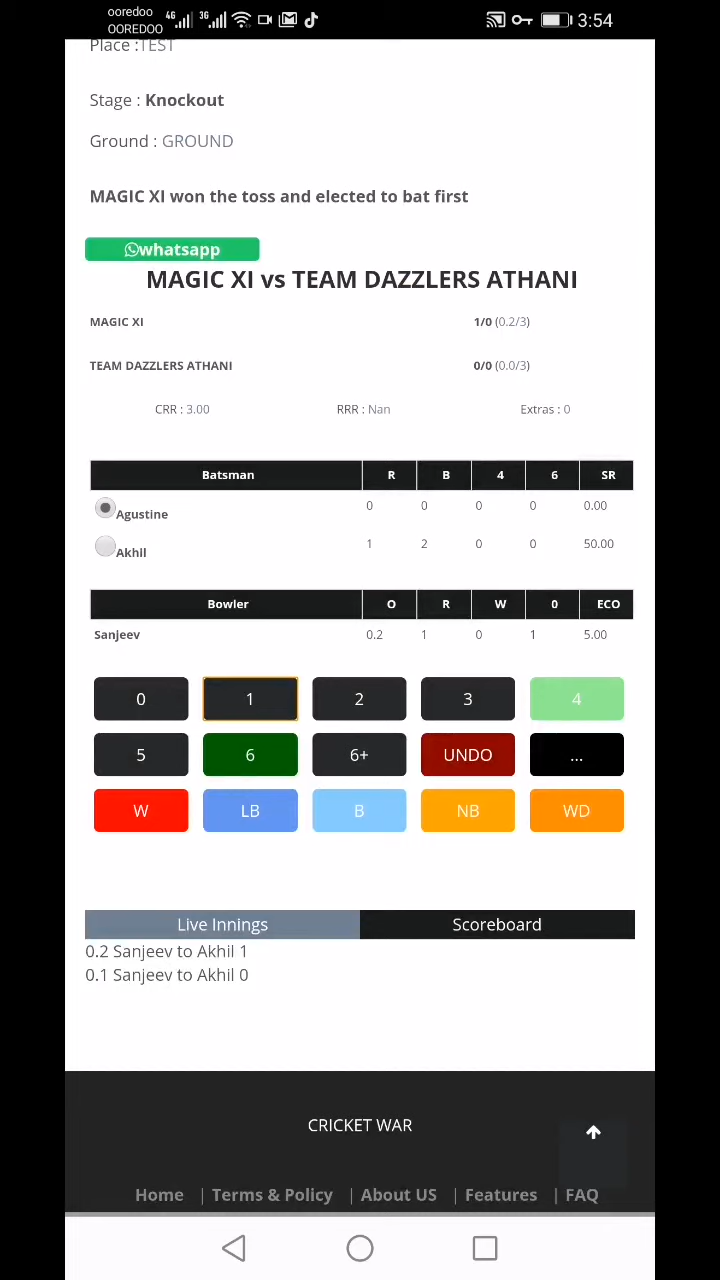 ooredoo
OOREDOO 4G 3G 3:54
Place :TEST
Stage : Knockout
Ground : GROUND
MAGIC XI won the toss and elected to bat first
whatsapp
MAGIC XI vs TEAM DAZZLERS ATHANI
MAGIC XI 1/0 (0.2/3)
TEAM DAZZLERS ATHANI 0/0 (0.0/3)
CRR : 3.00 RRR : Nan Extras : 0
Batsman R B 4 6 SR
Agustine 0 0 0 0 0.00
Akhil 1 2 0 0 50.00
Bowler O R W 0 ECO
Sanjeev 0.2 1 0 1 5.00
0 1 2 3 4
5 6 6+ UNDO ...
W LB B NB WD
Live Innings Scoreboard
0.2 Sanjeev to Akhil 1
0.1 Sanjeev to Akhil 0
CRICKET WAR
Home | Terms & Policy | About US | Features | FAQ